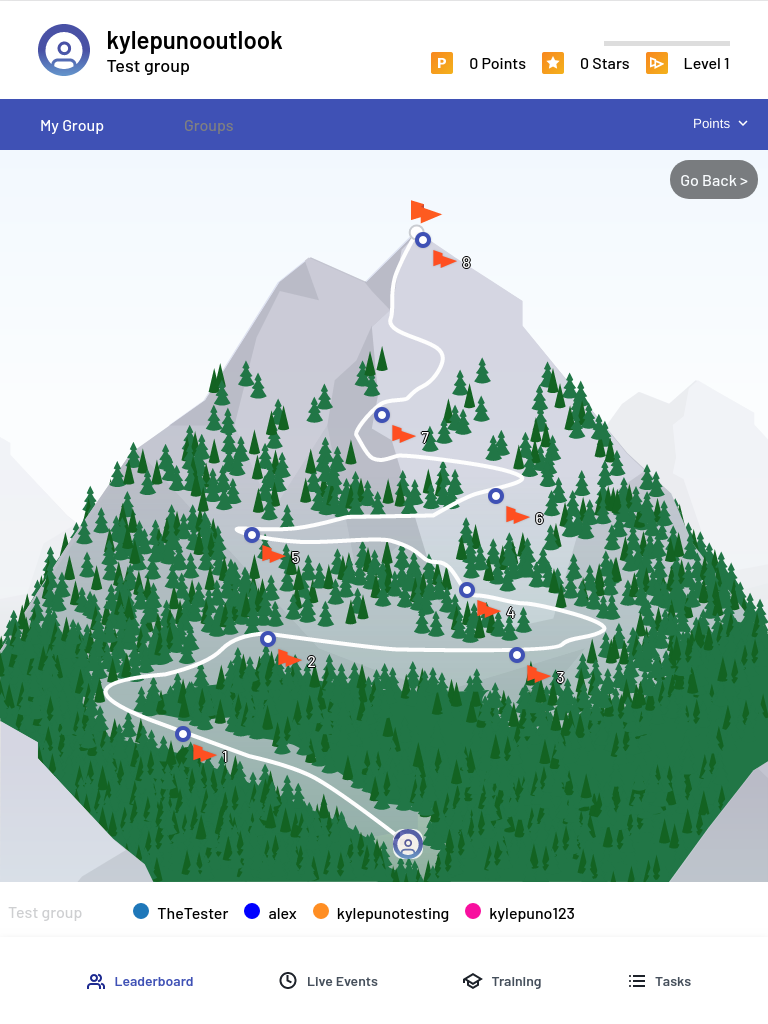 kylepunooutlook
Test group
P 0 Points 0 Stars Level 1
My Group Groups Points
Go Back >
8
7
6
5
4
3
2
1
Test group TheTester alex kylepunotesting kylepuno123
Leaderboard Live Events Training Tasks